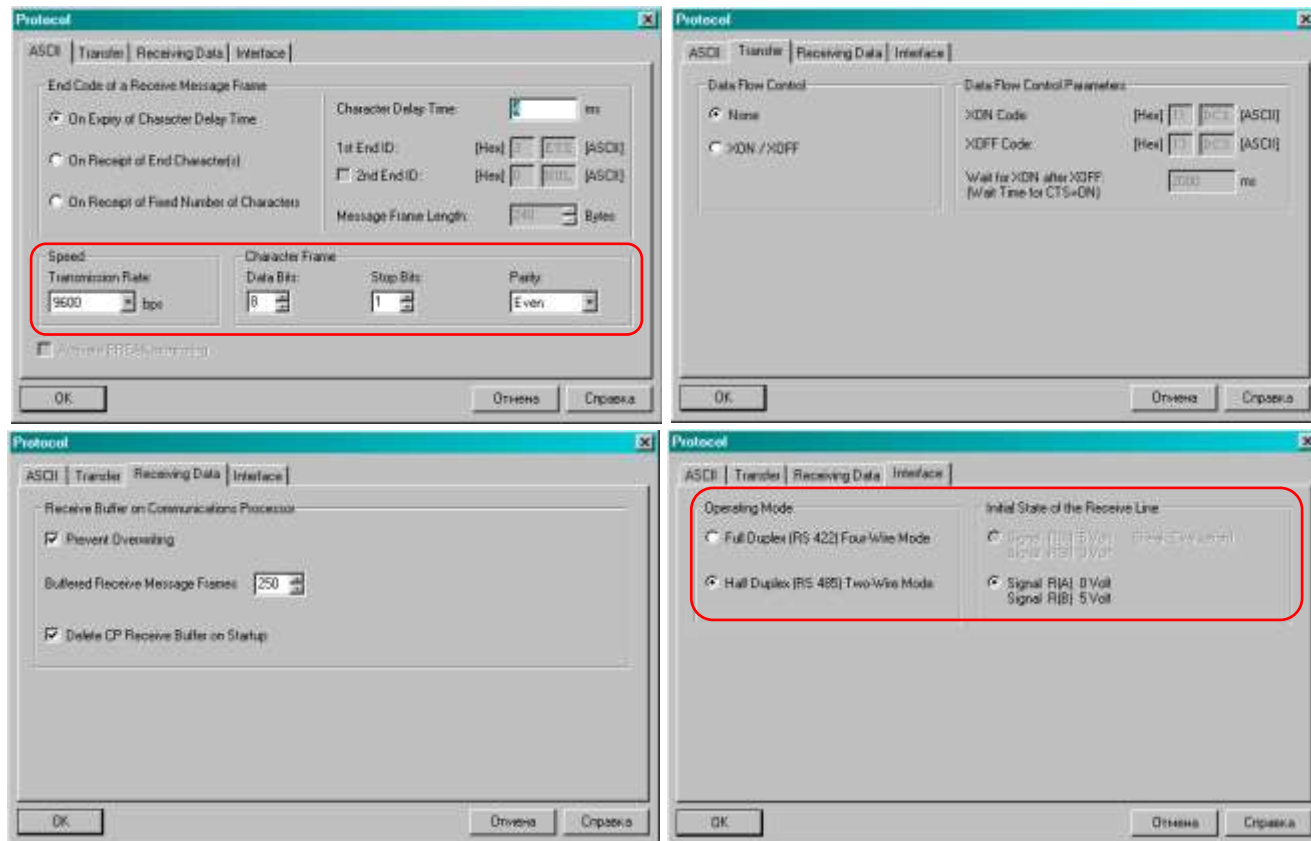 Protocol
ASCII Transfer Receiving Data Interface
End Code of a Receive Message Frame
On Expiry of Character Delay Time
On Receipt of End Character(s)
On Receipt of Fixed Number of Characters
Character Delay Time: ms
1st End ID: [Hex] [ASCII]
2nd End ID: [Hex] 0 NUL [ASCII]
Message Frame Length: 240 Bytes
Speed
Transmission Rate:
9600 bps
Character Frame
Data Bits: Stop Bits: Parity:
8 1 Even
OK Отмена Справка
Protocol
ASCII Transfer Receiving Data Interface
Data Flow Control
None
XON / XOFF
Data Flow Control Parameters
XON Code: [Hex] [ASCII]
XOFF Code: [Hex] 13 [ASCII]
Wait for XON after XOFF:
(Wait Time for CTS=ON)
ms
OK Отмена Справка
Protocol
ASCII Transfer Receiving Data Interface
Receive Buffer on Communications Processor
Prevent Overwriting
Buffered Receive Message Frames: 250
Delete CP Receive Buffer on Startup
OK Отмена Справка
Protocol
ASCII Transfer Receiving Data Interface
Operating Mode
Full Duplex (RS 422) Four-Wire Mode
Half Duplex (RS 485) Two-Wire Mode
Initial State of the Receive Line
Signal R(A) 0 Volt
Signal R(B) 5 Volt
OK Отмена Справка